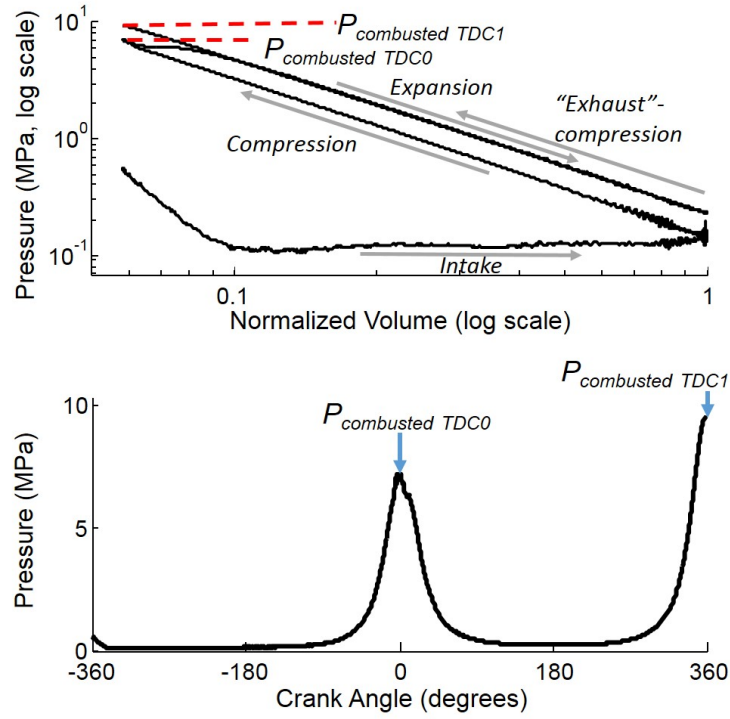 10¹
P combusted TDC1
P combusted TDC0
Expansion
"Exhaust"-
compression
10⁰
Compression
10⁻¹
Intake
0.1
1
Pressure (MPa, log scale)
Normalized Volume (log scale)
P combusted TDC1
P combusted TDC0
10
5
0
-360
-180
0
180
360
Pressure (MPa)
Crank Angle (degrees)